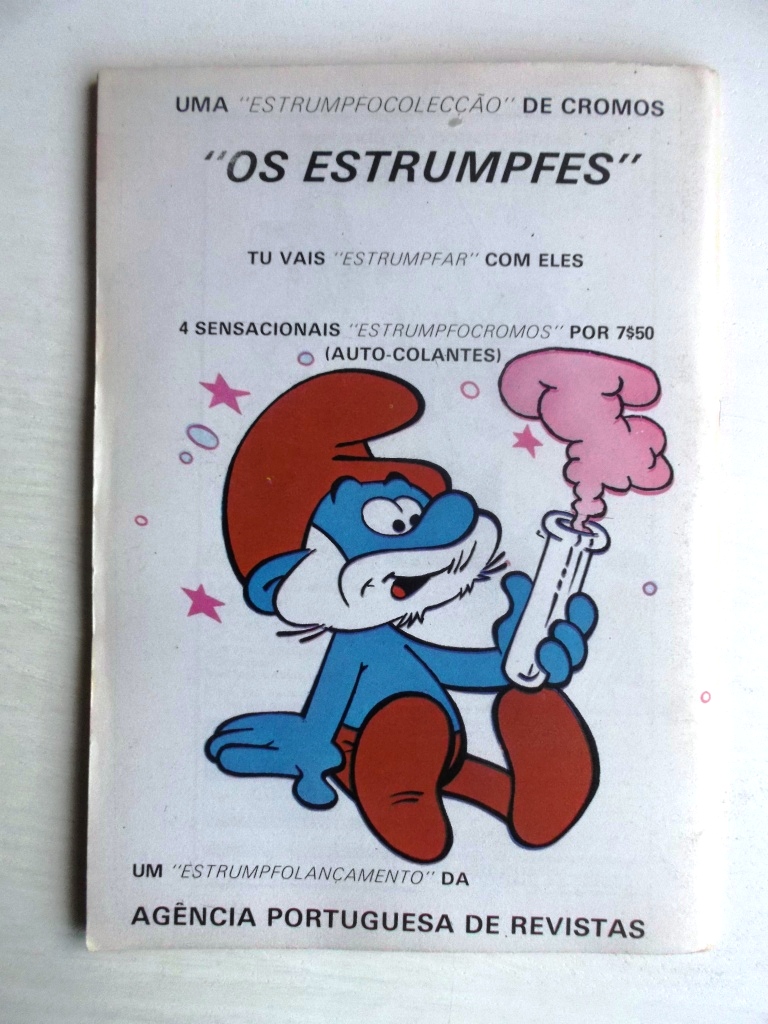 UMA "ESTRUMPFOCOLECÇÃO" DE CROMOS
"OS ESTRUMPFES"
TU VAIS "ESTRUMPFAR" COM ELES
4 SENSACIONAIS "ESTRUMPFOCROMOS" POR 7$50
(AUTO-COLANTES)
UM "ESTRUMPFOLANÇAMENTO" DA
AGÊNCIA PORTUGUESA DE REVISTAS